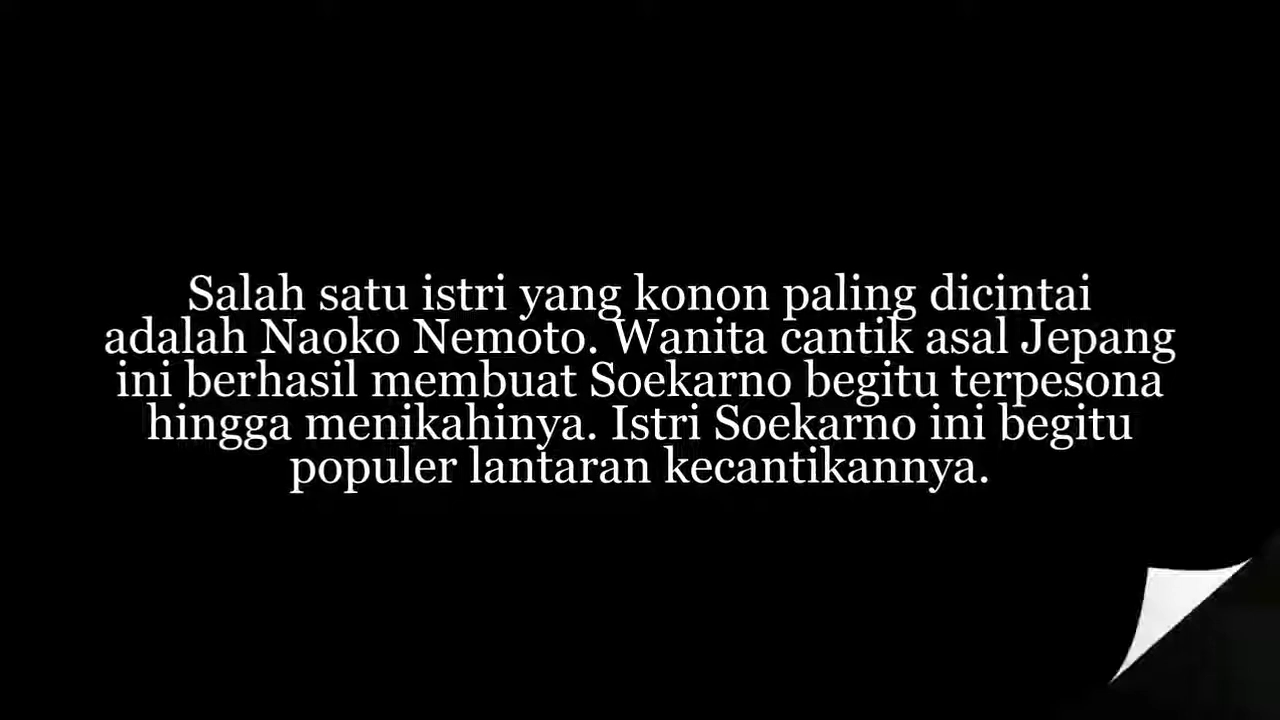 Salah satu istri yang konon paling dicintai
adalah Naoko Nemoto. Wanita cantik asal Jepang
ini berhasil membuat Soekarno begitu terpesona
hingga menikahinya. Istri Soekarno ini begitu
populer lantaran kecantikannya.